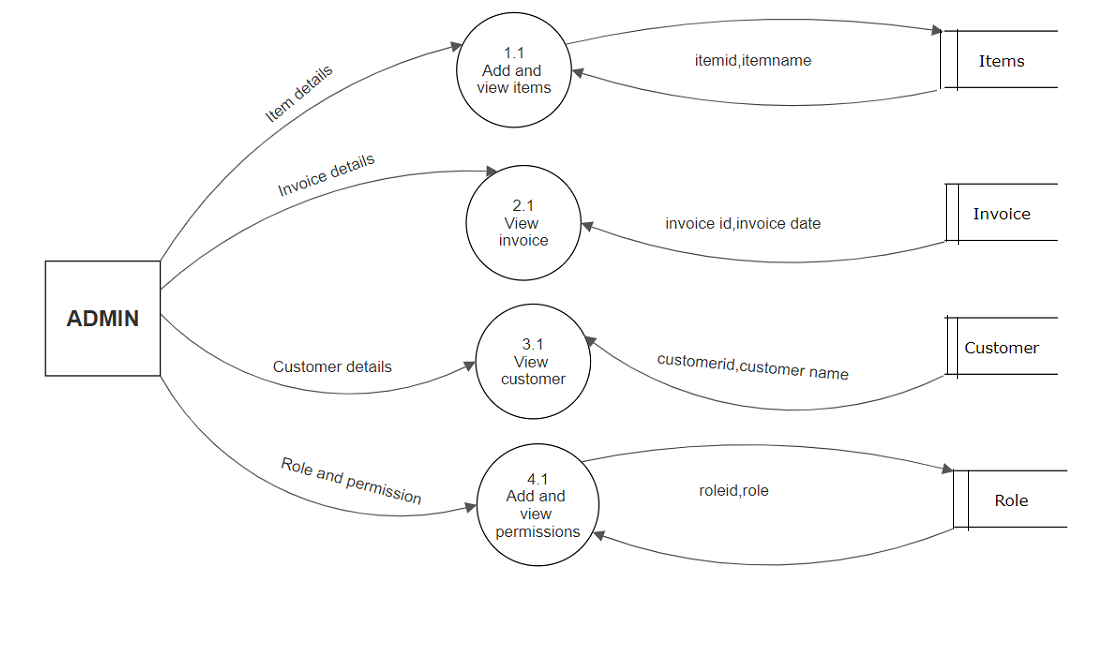 1.1
Add and
view items
itemid,itemname
Items
Item details
Invoice details
2.1
View
invoice
invoice id,invoice date
Invoice
ADMIN
3.1
View
customer
customerid,customer name
Customer
Customer details
Role and permission
4.1
Add and
view
permissions
roleid,role
Role